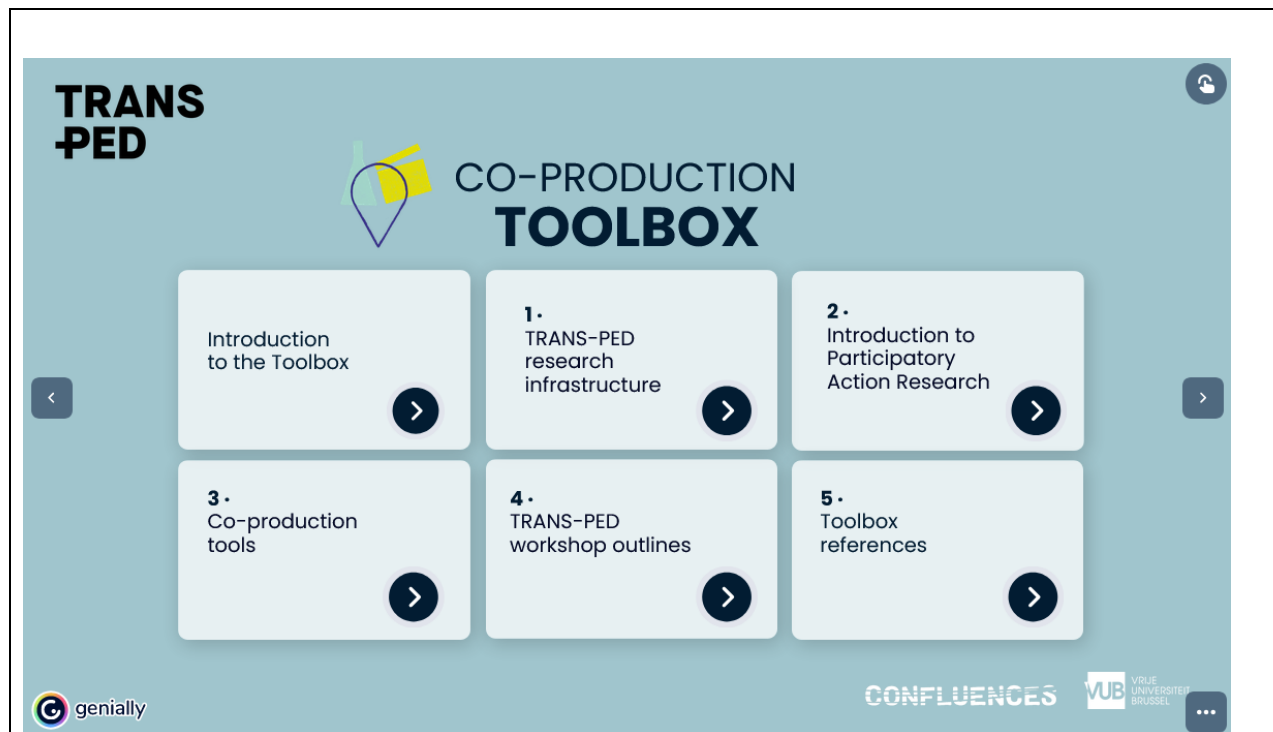 TRANS
-PED
CO-PRODUCTION
TOOLBOX
Introduction
to the Toolbox
1 ·
TRANS-PED
research
infrastructure
2 ·
Introduction to
Participatory
Action Research
3 ·
Co-production
tools
4 ·
TRANS-PED
workshop outlines
5 ·
Toolbox
references
genially
CONFLUENCES
VUB
VRIJE
UNIVERSITEIT
BRUSSEL